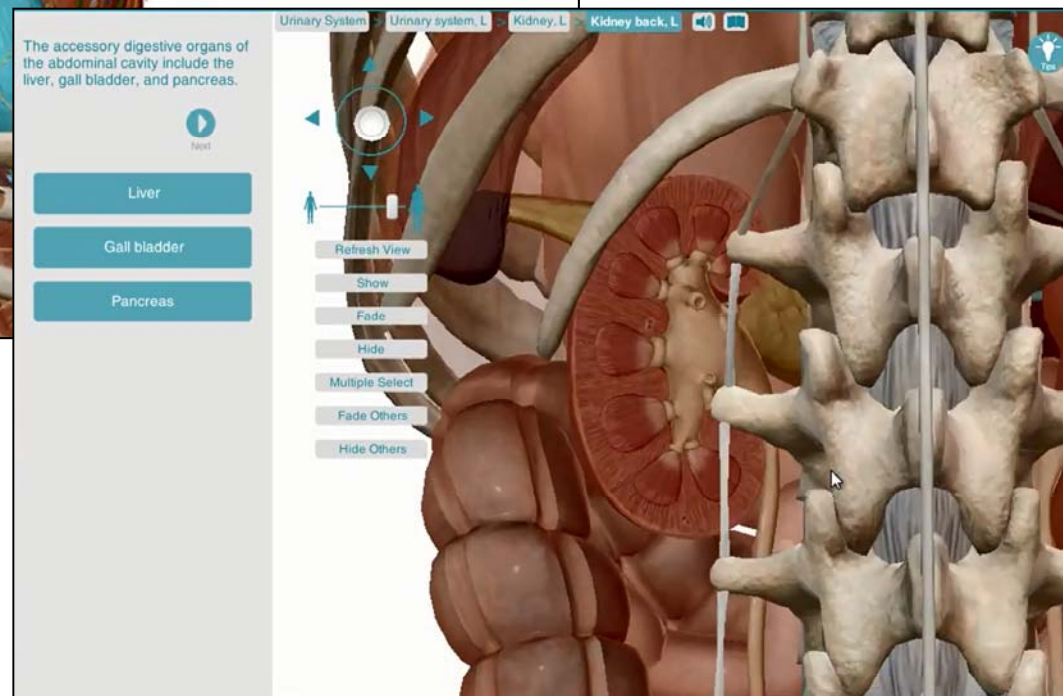 Urinary System
Urinary system, L
Kidney, L
Kidney back, L
The accessory digestive organs of
the abdominal cavity include the
liver, gall bladder, and pancreas.
Next
Liver
Gall bladder
Pancreas
Refresh View
Show
Fade
Hide
Multiple Select
Fade Others
Hide Others
Tips